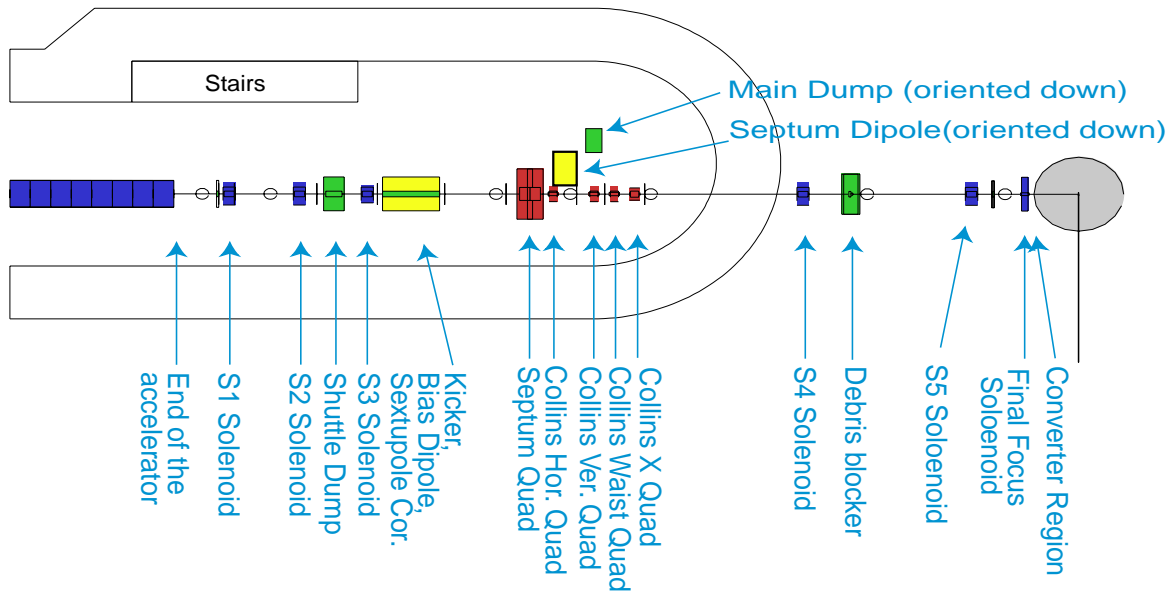 Stairs
Main Dump (oriented down)
Septum Dipole(oriented down)
End of the
accelerator
S1 Solenoid
S2 Solenoid
Shuttle Dump
S3 Solenoid
Kicker,
Bias Dipole,
Sextupole Cor.
Septum Quad
Collins Hor. Quad
Collins Ver. Quad
Collins Waist Quad
Collins X Quad
S4 Solenoid
Debris blocker
S5 Soloenoid
Final Focus
Soloenoid
Converter Region